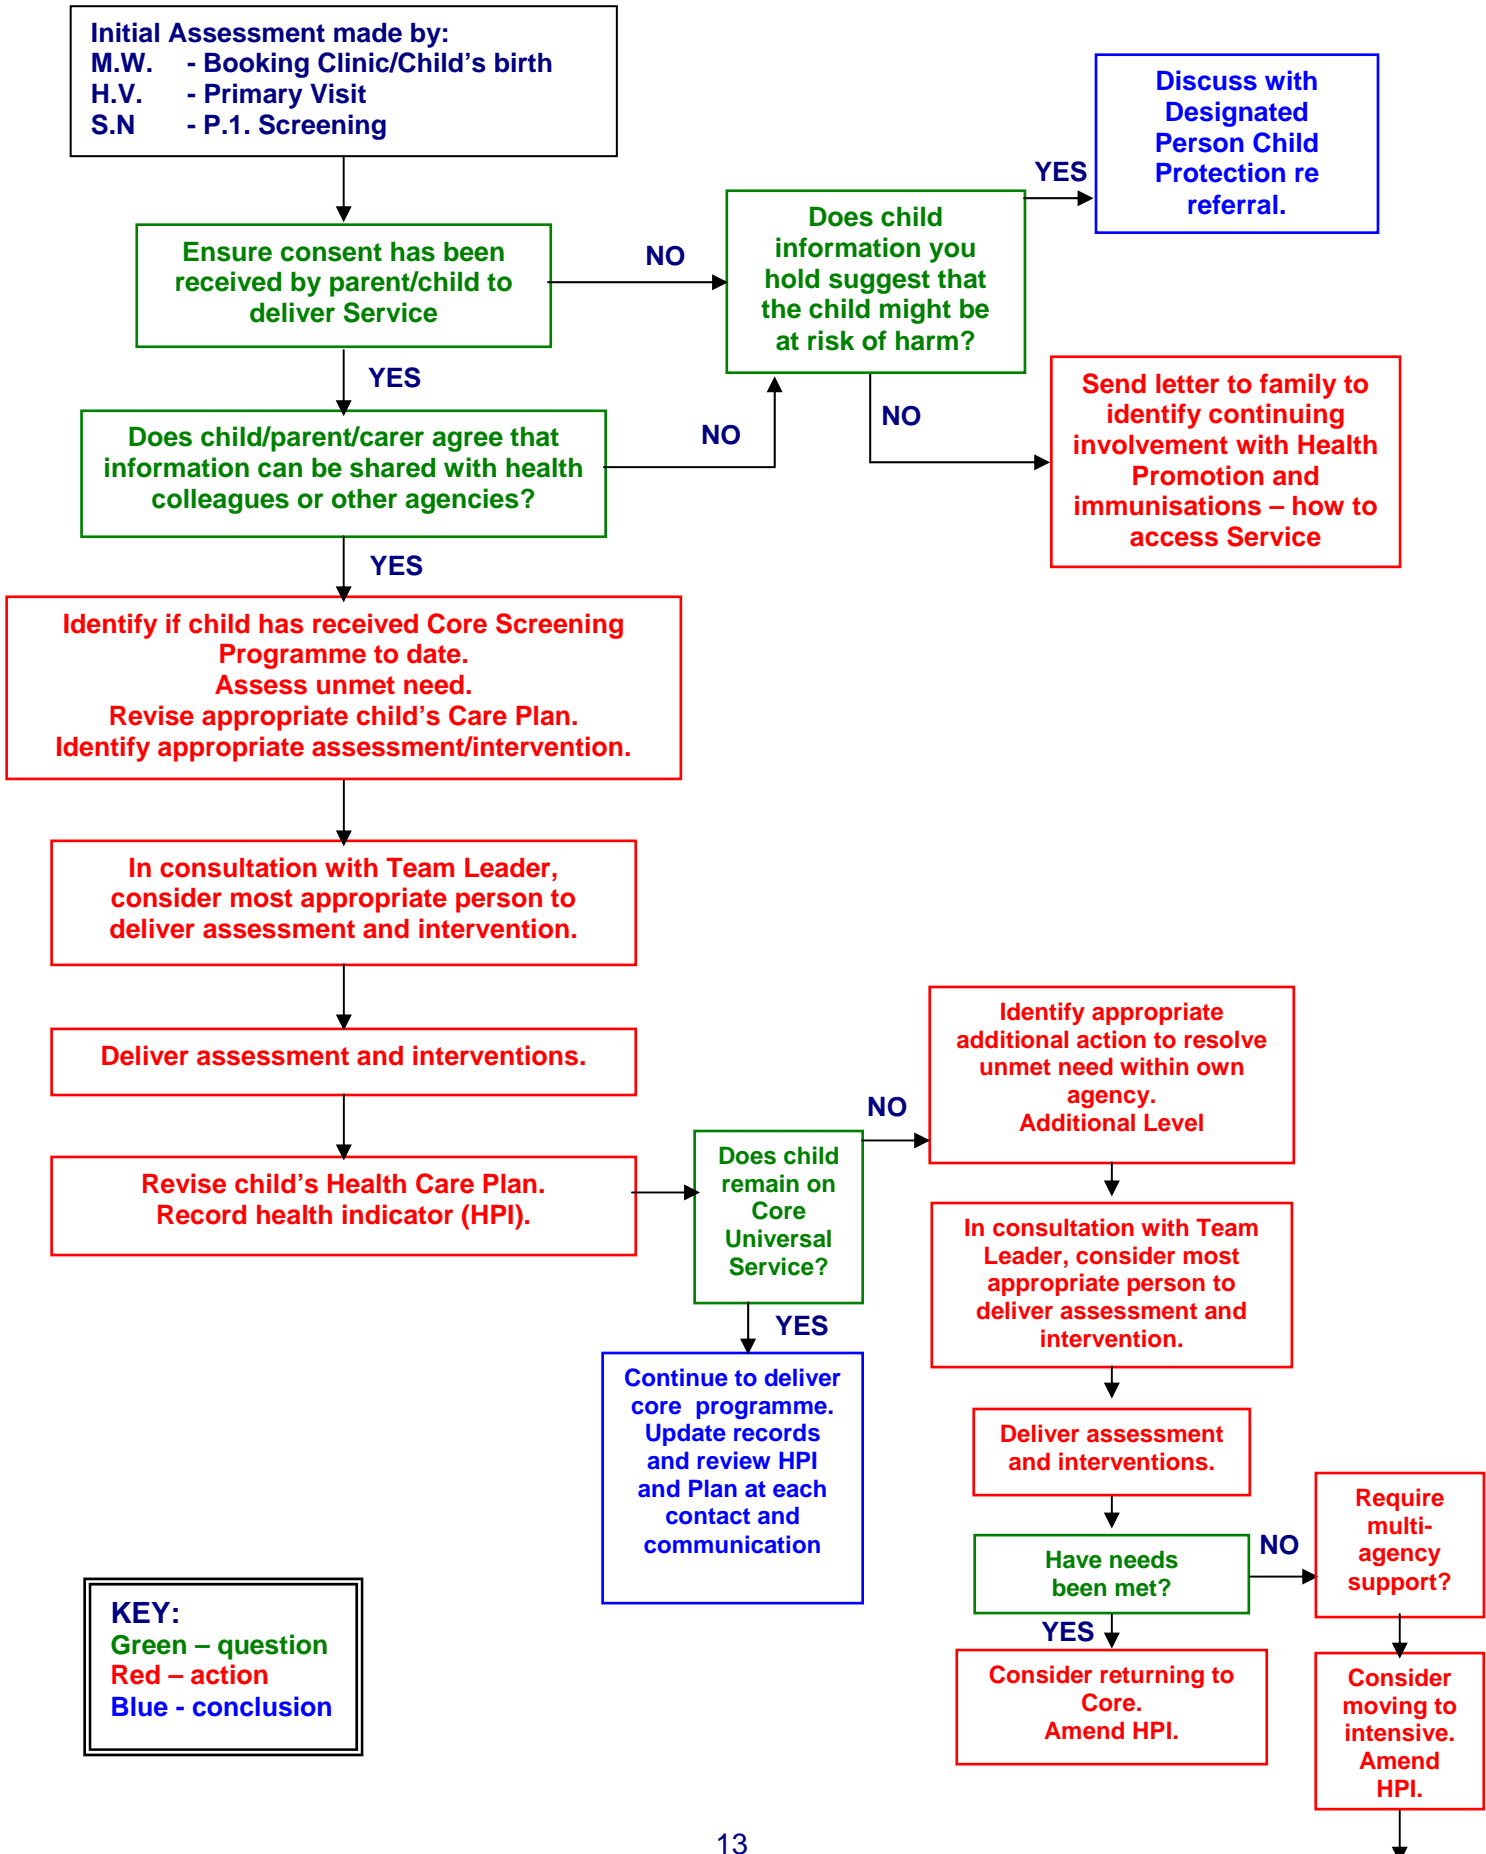 Initial Assessment made by:
M.W. - Booking Clinic/Child's birth
H.V. - Primary Visit
S.N - P.1. Screening
Discuss with
Designated
Person Child
Protection re
referral.
YES
Does child
information you
hold suggest that
the child might be
at risk of harm?
NO
Ensure consent has been
received by parent/child to
deliver Service
YES
NO
Send letter to family to
identify continuing
involvement with Health
Promotion and
immunisations – how to
access Service
NO
Does child/parent/carer agree that
information can be shared with health
colleagues or other agencies?
YES
Identify if child has received Core Screening
Programme to date.
Assess unmet need.
Revise appropriate child's Care Plan.
Identify appropriate assessment/intervention.
In consultation with Team Leader,
consider most appropriate person to
deliver assessment and intervention.
Deliver assessment and interventions.
Revise child's Health Care Plan.
Record health indicator (HPI).
Does child
remain on
Core
Universal
Service?
NO
Identify appropriate
additional action to resolve
unmet need within own
agency.
Additional Level
In consultation with Team
Leader, consider most
appropriate person to
deliver assessment and
intervention.
YES
Continue to deliver
core programme.
Update records
and review HPI
and Plan at each
contact and
communication
Deliver assessment
and interventions.
Have needs
been met?
NO
Require
multi-
agency
support?
YES
Consider returning to
Core.
Amend HPI.
Consider
moving to
intensive.
Amend
HPI.
KEY:
Green – question
Red – action
Blue - conclusion
13